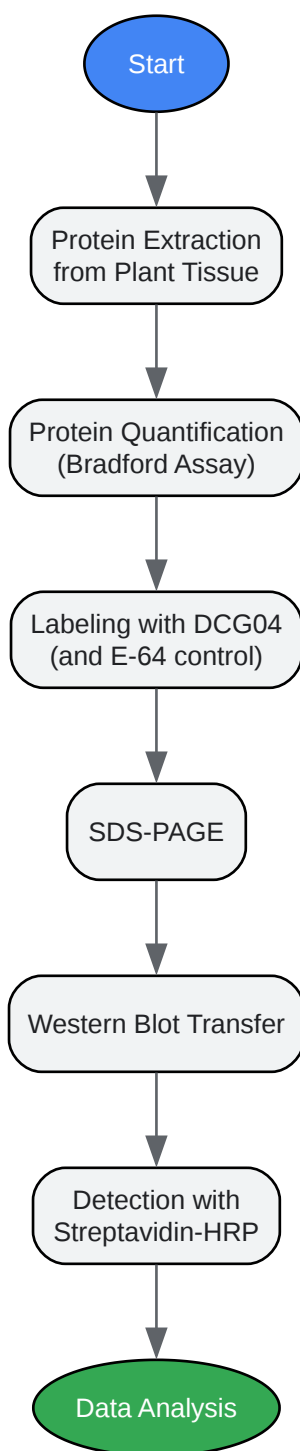 Start
Protein Extraction
from Plant Tissue
Protein Quantification
(Bradford Assay)
Labeling with DCG04
(and E-64 control)
SDS-PAGE
Western Blot Transfer
Detection with
Streptavidin-HRP
Data Analysis